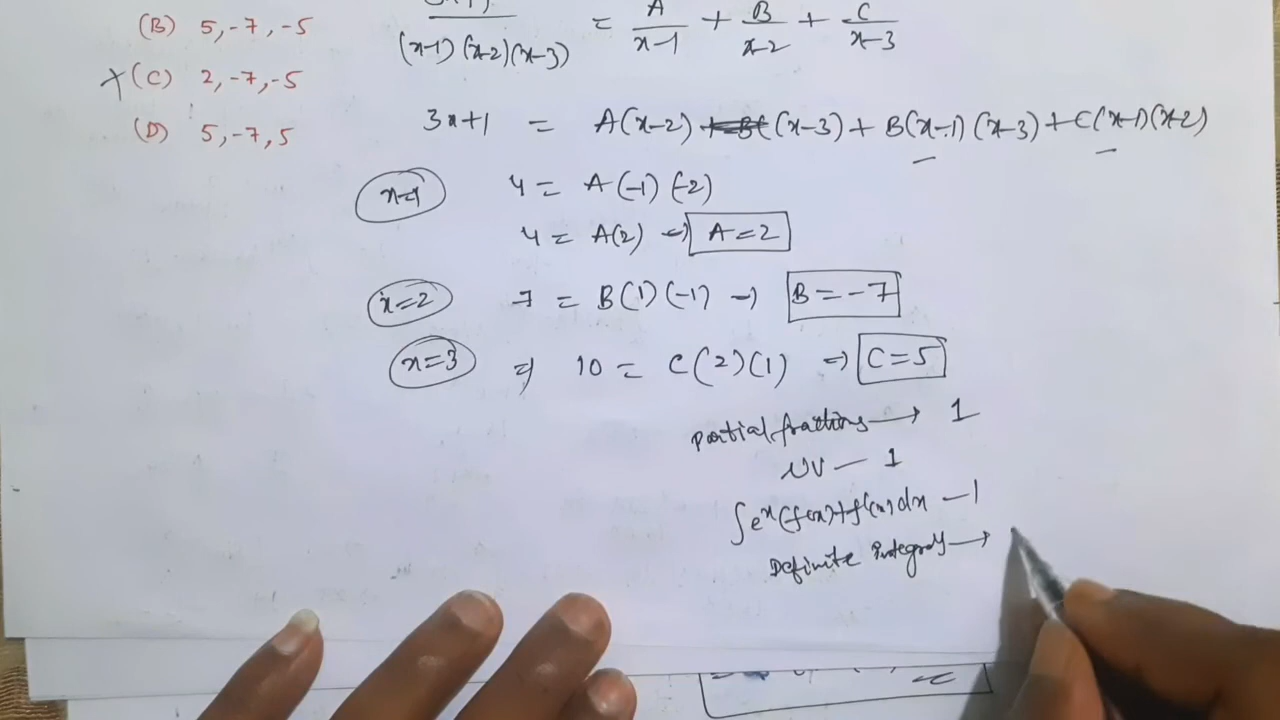 (B) 5, -7, -5
(x-1) (x-2)(x-3) = A/x-1 + B/x-2 + C/x-3
(C) 2, -7, -5
3x+1 = A(x-2) (x-3) + B(x-1) (x-3) + C(x-1)(x-2)
(D) 5, -7, 5
x=1 4 = A(-1) (-2)
4 = A(2) => A=2
x=2 7 = B(1) (-1) → B=-7
x=3 => 10 = C(2)(1) => C=5
partial fractions → 1
UV — 1
∫e^x(f(x)+f'(x))dx — 1
Definite integrals →